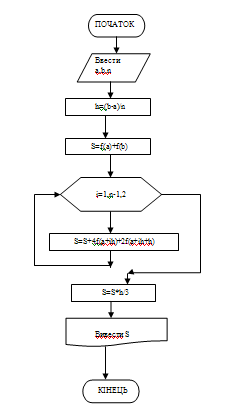 ПОЧАТОК
Ввести
a,b,n
h=(b-a)\n
S=f(a)+f(b)
i=1,n-1,2
S=S+4f(a+ih)+2f(a+ih+h)
S=S*h/3
Вивести S
КІНЕЦЬ